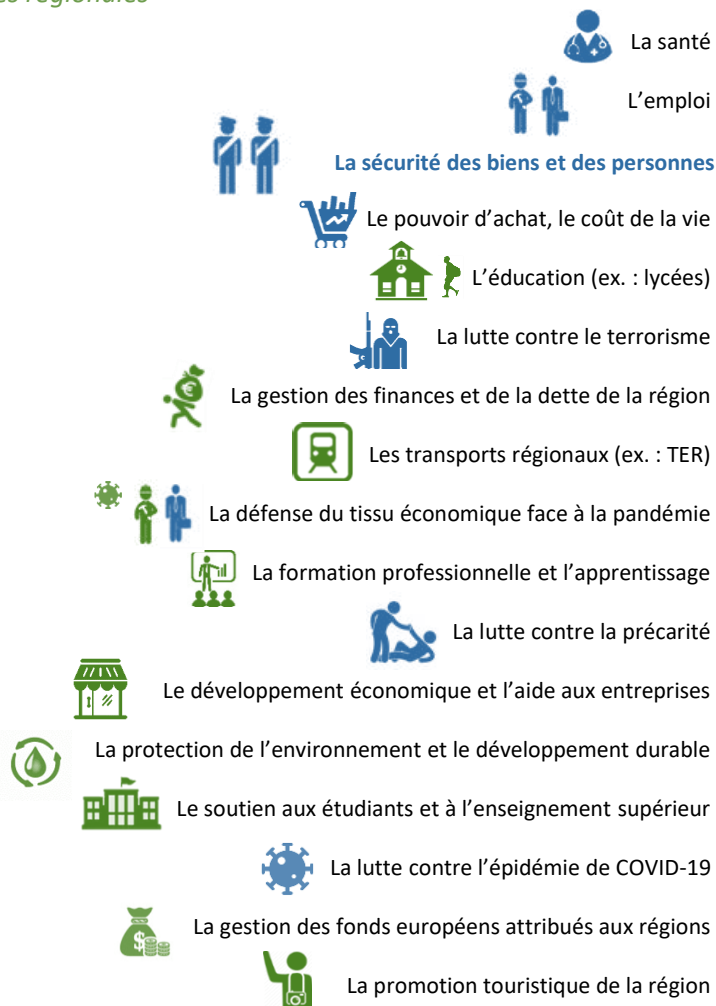 régionales
La santé
L'emploi
La sécurité des biens et des personnes
Le pouvoir d'achat, le coût de la vie
L'éducation (ex. : lycées)
La lutte contre le terrorisme
La gestion des finances et de la dette de la région
Les transports régionaux (ex. : TER)
La défense du tissu économique face à la pandémie
La formation professionnelle et l'apprentissage
La lutte contre la précarité
Le développement économique et l'aide aux entreprises
La protection de l'environnement et le développement durable
Le soutien aux étudiants et à l'enseignement supérieur
La lutte contre l'épidémie de COVID-19
La gestion des fonds européens attribués aux régions
La promotion touristique de la région